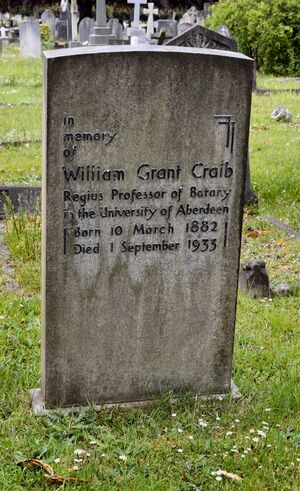 In
memory
of
William Grant Craib
Regius Professor of Botany
in the University of Aberdeen
Born 10 March 1882
Died 1 September 1933